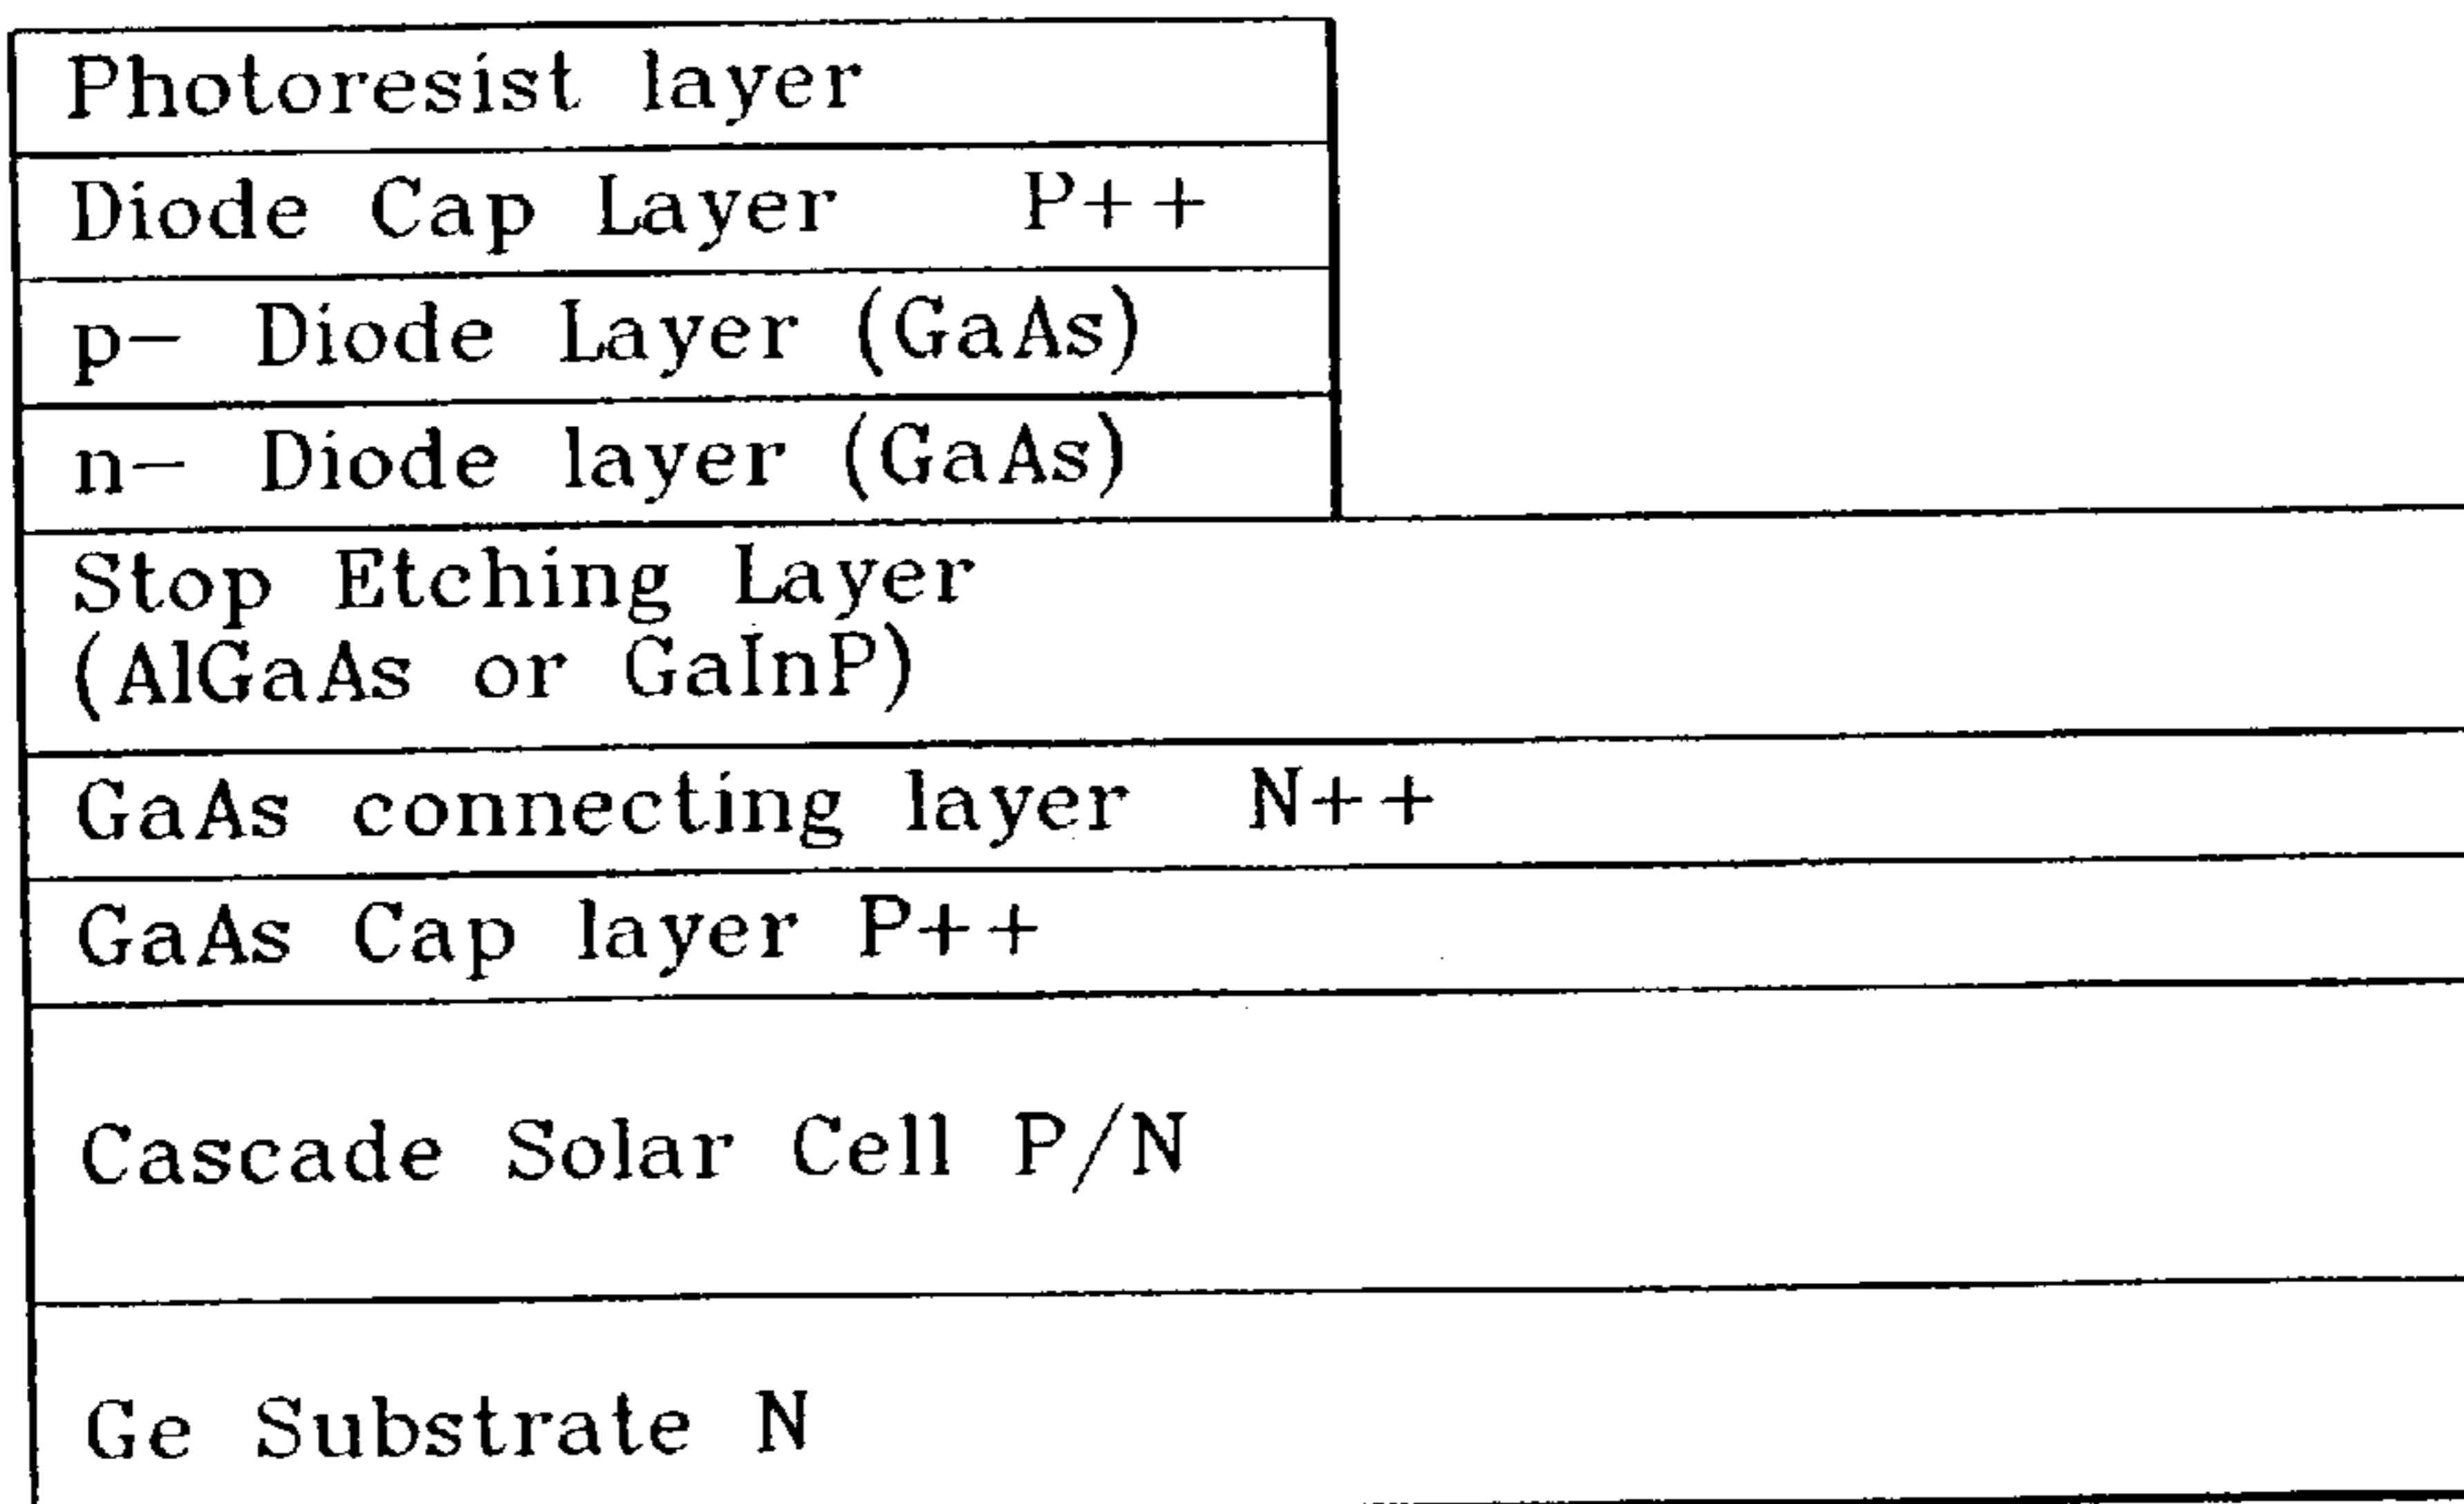 Photoresist layer
Diode Cap Layer P++
p- Diode Layer (GaAs)
n- Diode layer (GaAs)
Stop Etching Layer
(AlGaAs or GaInP)
GaAs connecting layer N++
GaAs Cap layer P++
Cascade Solar Cell P/N
Ge Substrate N